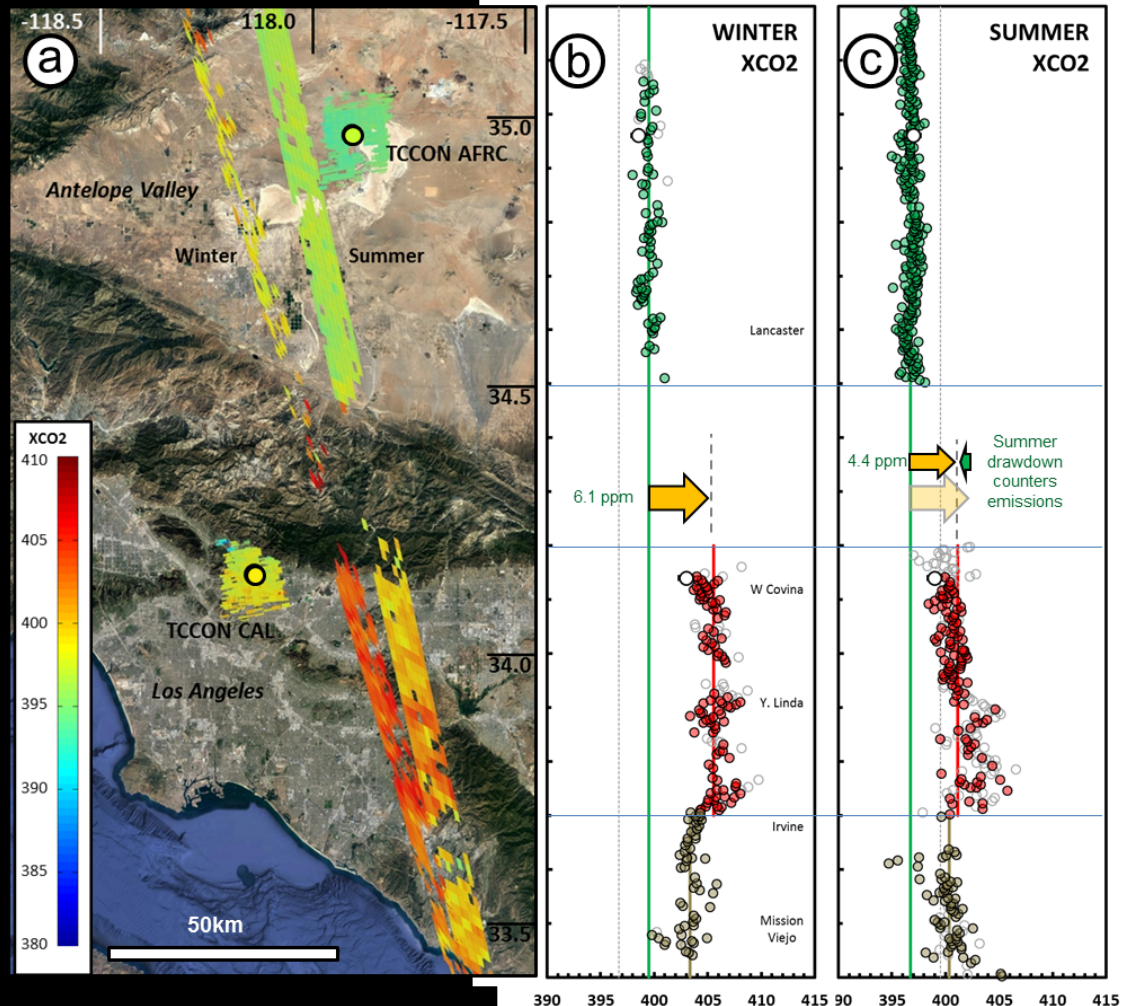 -118.5
-118.0
-117.5
a
35.0
TCCON AFRC
Antelope Valley
Winter
Summer
34.5
XCO2
410
405
400
395
390
385
380
TCCON CAL
34.0
Los Angeles
50km
33.5
b
WINTER
XCO2
Lancaster
6.1 ppm
W Covina
Y. Linda
Irvine
Mission
Viejo
390
395
400
405
410
415
c
SUMMER
XCO2
4.4 ppm
Summer
drawdown
counters
emissions
90
395
400
405
410
415